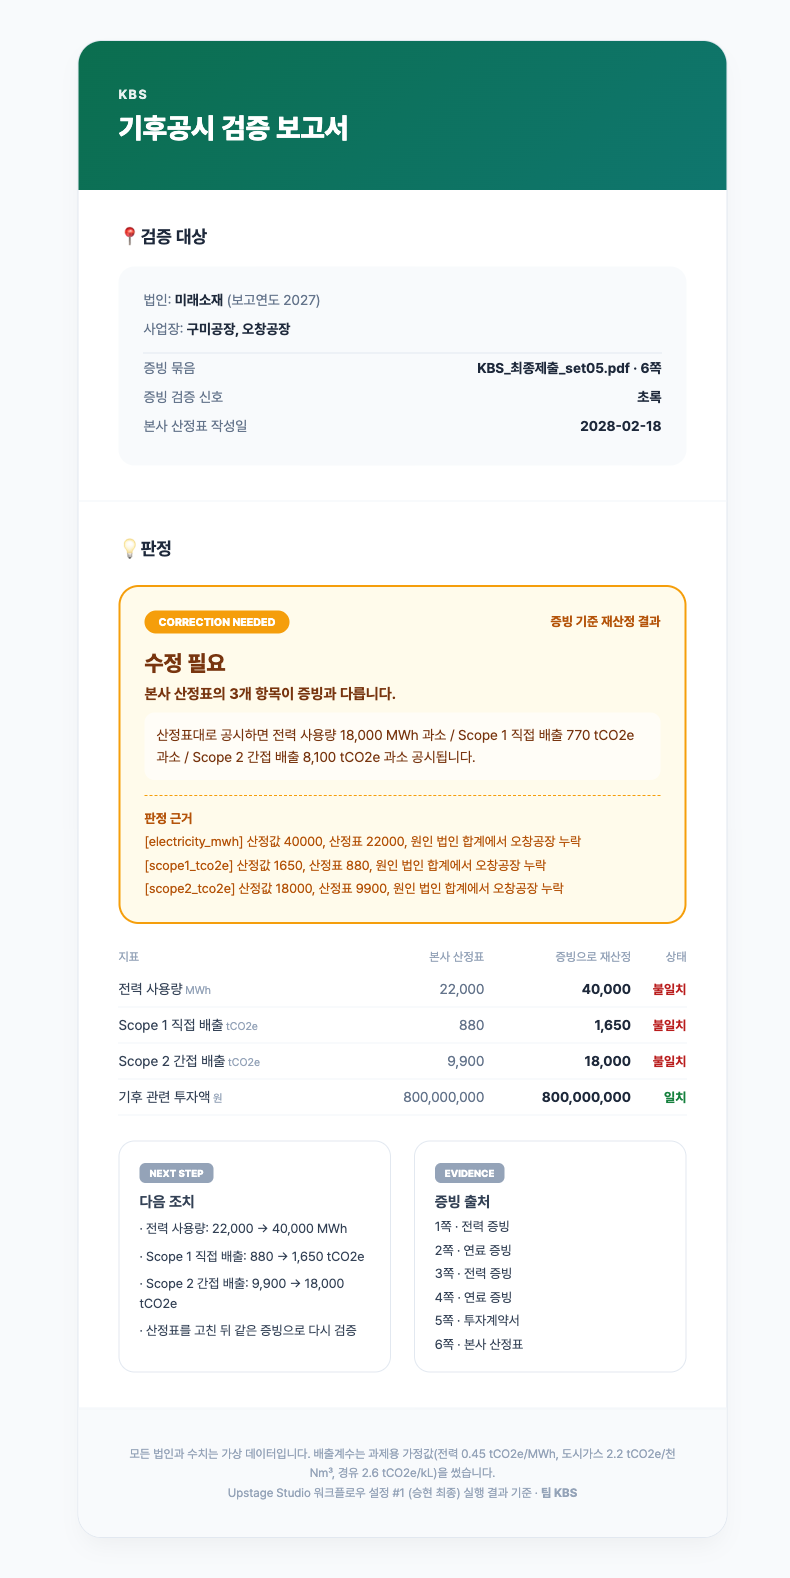 KBS
기후공시 검증 보고서
📍 검증 대상
법인: 미래소재 (보고연도 2027)
사업장: 구미공장, 오창공장
증빙 묶음 KBS_최종제출_set05.pdf · 6쪽
증빙 검증 신호 초록
본사 산정표 작성일 2028-02-18
💡 판정
CORRECTION NEEDED 증빙 기준 재산정 결과
수정 필요
본사 산정표의 3개 항목이 증빙과 다릅니다.
산정표대로 공시하면 전력 사용량 18,000 MWh 과소 / Scope 1 직접 배출 770 tCO2e
과소 / Scope 2 간접 배출 8,100 tCO2e 과소 공시됩니다.
판정 근거
[electricity_mwh] 산정값 40000, 산정표 22000, 원인 법인 합계에서 오창공장 누락
[scope1_tco2e] 산정값 1650, 산정표 880, 원인 법인 합계에서 오창공장 누락
[scope2_tco2e] 산정값 18000, 산정표 9900, 원인 법인 합계에서 오창공장 누락
지표 본사 산정표 증빙으로 재산정 상태
전력 사용량 MWh 22,000 40,000 불일치
Scope 1 직접 배출 tCO2e 880 1,650 불일치
Scope 2 간접 배출 tCO2e 9,900 18,000 불일치
기후 관련 투자액 원 800,000,000 800,000,000 일치
NEXT STEP
다음 조치
· 전력 사용량: 22,000 → 40,000 MWh
· Scope 1 직접 배출: 880 → 1,650 tCO2e
· Scope 2 간접 배출: 9,900 → 18,000
tCO2e
· 산정표를 고친 뒤 같은 증빙으로 다시 검증
EVIDENCE
증빙 출처
1쪽 · 전력 증빙
2쪽 · 연료 증빙
3쪽 · 전력 증빙
4쪽 · 연료 증빙
5쪽 · 투자계약서
6쪽 · 본사 산정표
모든 법인과 수치는 가상 데이터입니다. 배출계수는 과제용 가정값(전력 0.45 tCO2e/MWh, 도시가스 2.2 tCO2e/천
Nm³, 경유 2.6 tCO2e/kL)을 썼습니다.
Upstage Studio 워크플로우 설정 #1 (승현 최종) 실행 결과 기준 · 팀 KBS